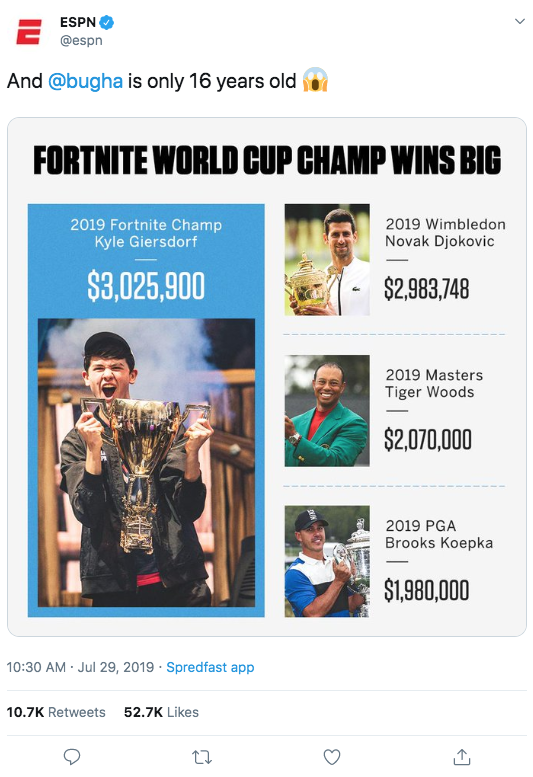 ESPN
@espn
And @bugha is only 16 years old 😱
FORTNITE WORLD CUP CHAMP WINS BIG
2019 Fortnite Champ
Kyle Giersdorf
$3,025,900
2019 Wimbledon
Novak Djokovic
$2,983,748
2019 Masters
Tiger Woods
$2,070,000
2019 PGA
Brooks Koepka
$1,980,000
10:30 AM · Jul 29, 2019 · Spredfast app
10.7K Retweets 52.7K Likes